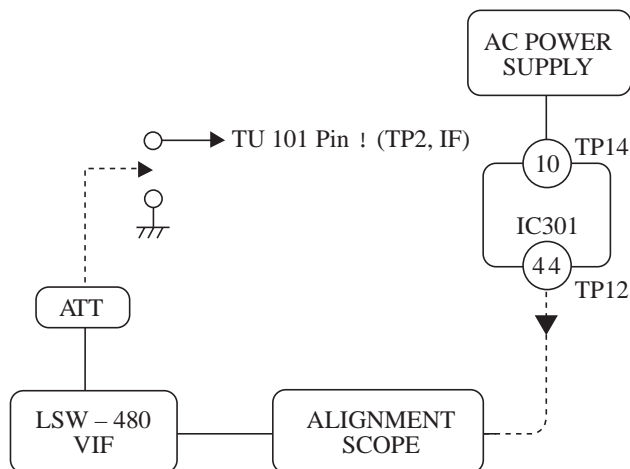 AC POWER
SUPPLY
TU 101 Pin ! (TP2, IF)
10
TP14
IC301
44
TP12
ATT
LSW – 480
VIF
ALIGNMENT
SCOPE